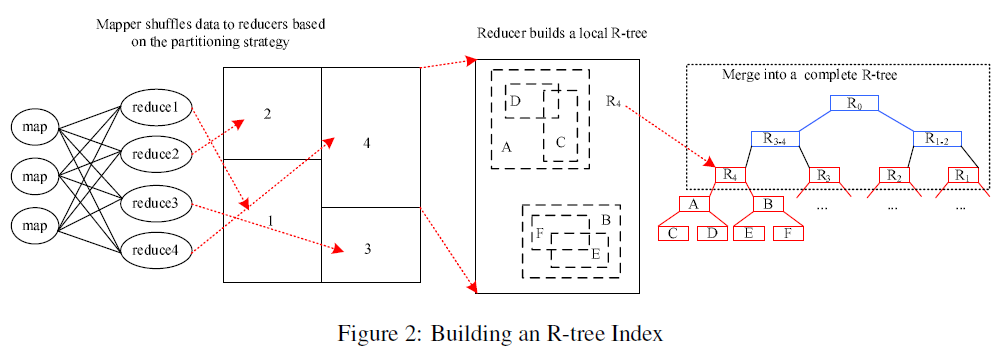 Mapper shuffles data to reducers based
on the partitioning strategy
map
map
map
reduce1
reduce2
reduce3
reduce4
2
4
1
3
Reducer builds a local R-tree
D
A
C
R4
B
F
E
Merge into a complete R-tree
R0
R3-4
R1-2
R4
R3
R2
R1
A
B
...
...
...
C
D
E
F
Figure 2: Building an R-tree Index